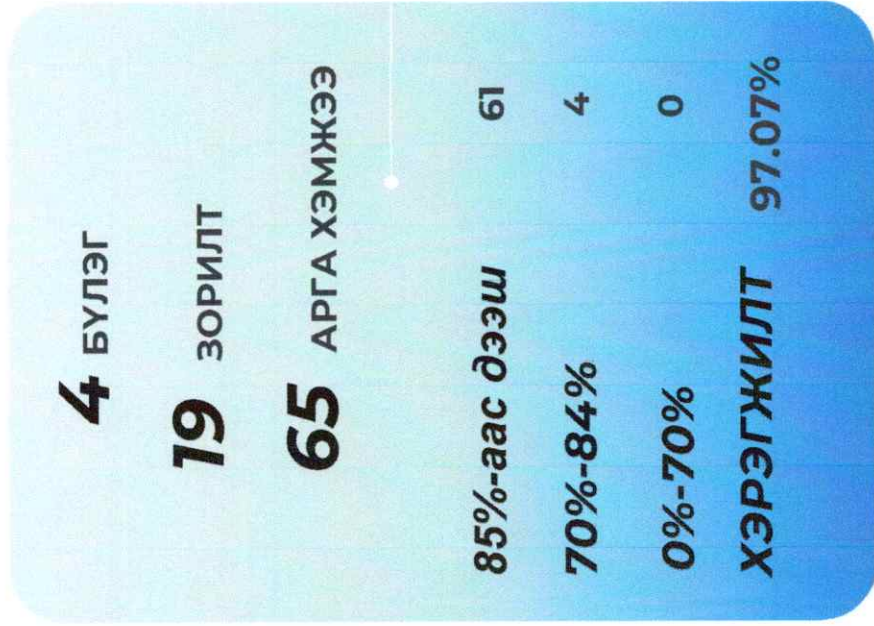 4 БҮЛЭГ
19 ЗОРИЛТ
65 АРГА ХЭМЖЭЭ
85%-аас дээш 61
70%-84% 4
0%-70% 0
ХЭРЭГЖИЛТ 97.07%